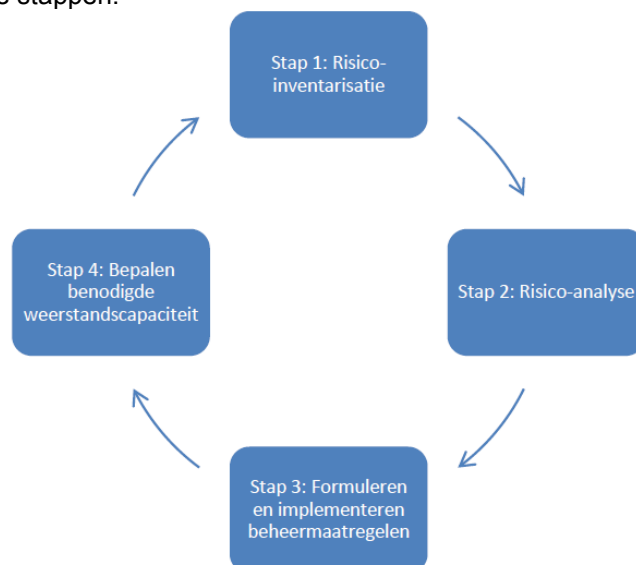 stappen.
Stap 1: Risico-
inventarisatie
Stap 2: Risico-analyse
Stap 3: Formuleren
en implementeren
beheermaatregelen
Stap 4: Bepalen
benodigde
weerstandscapaciteit